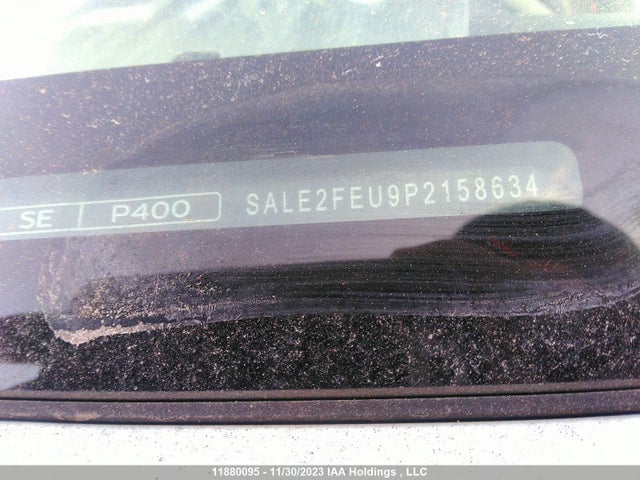 SE P400 SALE2FEU9P2158634
11880095 - 11/30/2023 IAA Holdings , LLC